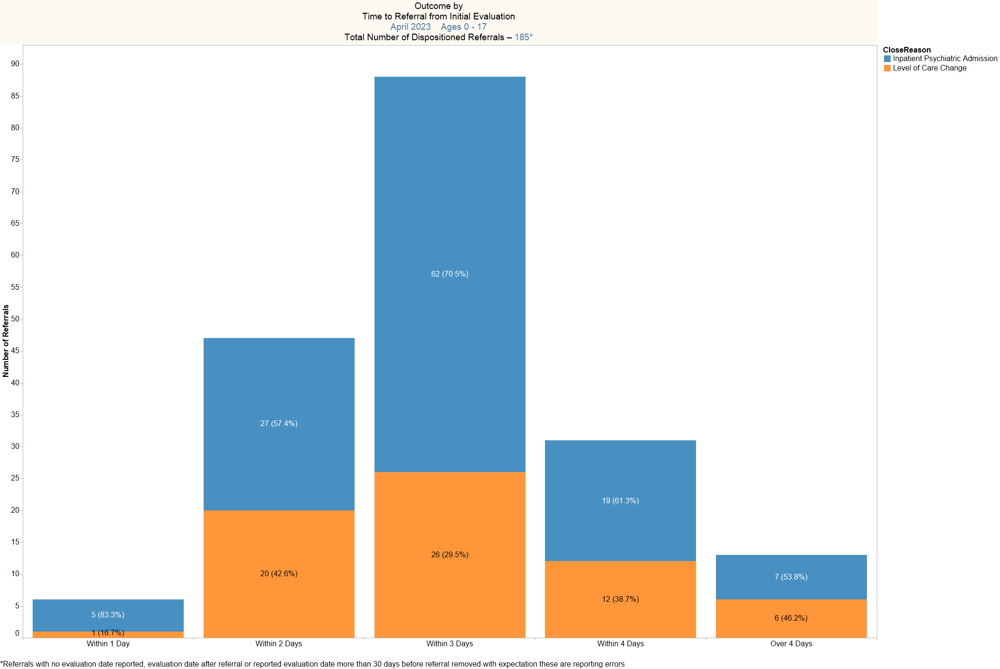 Outcome by
Time to Referral from Initial Evaluation
April 2023 Ages 0 - 17
Total Number of Dispositioned Referrals – 185*
CloseReason
Inpatient Psychiatric Admission
Level of Care Change
Number of Referrals
90
85
80
75
70
65
60
55
50
45
40
35
30
25
20
15
10
5
0
5 (83.3%)
1 (16.7%)
27 (57.4%)
20 (42.6%)
62 (70.5%)
26 (29.5%)
19 (61.3%)
12 (38.7%)
7 (53.8%)
6 (46.2%)
Within 1 Day
Within 2 Days
Within 3 Days
Within 4 Days
Over 4 Days
*Referrals with no evaluation date reported, evaluation date after referral or reported evaluation date more than 30 days before referral removed with expectation these are reporting errors